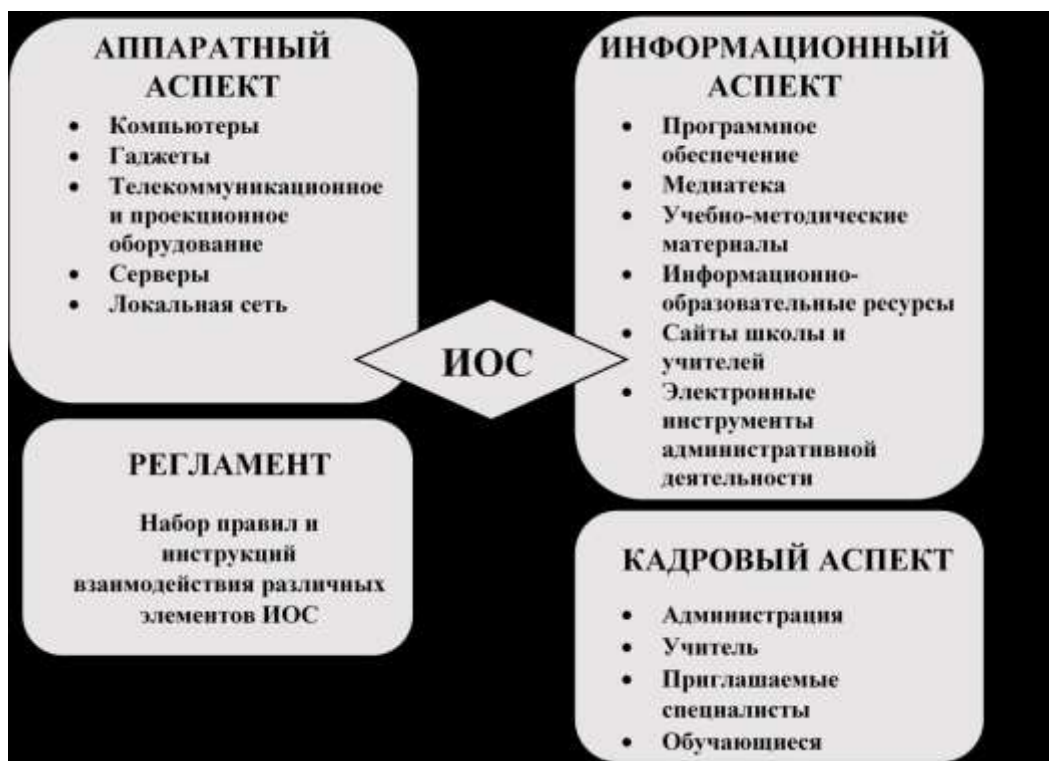 АППАРАТНЫЙ
АСПЕКТ
• Компьютеры
• Гаджеты
• Телекоммуникационное
и проекционное
оборудование
• Серверы
• Локальная сеть
ИНФОРМАЦИОННЫЙ
АСПЕКТ
• Программное
обеспечение
• Медиатека
• Учебно-методические
материалы
• Информационно-
образовательные ресурсы
• Сайты школы и
учителей
• Электронные
инструменты
административной
деятельности
ИОС
РЕГЛАМЕНТ
Набор правил и
инструкций
взаимодействия различных
элементов ИОС
КАДРОВЫЙ АСПЕКТ
• Администрация
• Учитель
• Приглашаемые
специалисты
• Обучающиеся